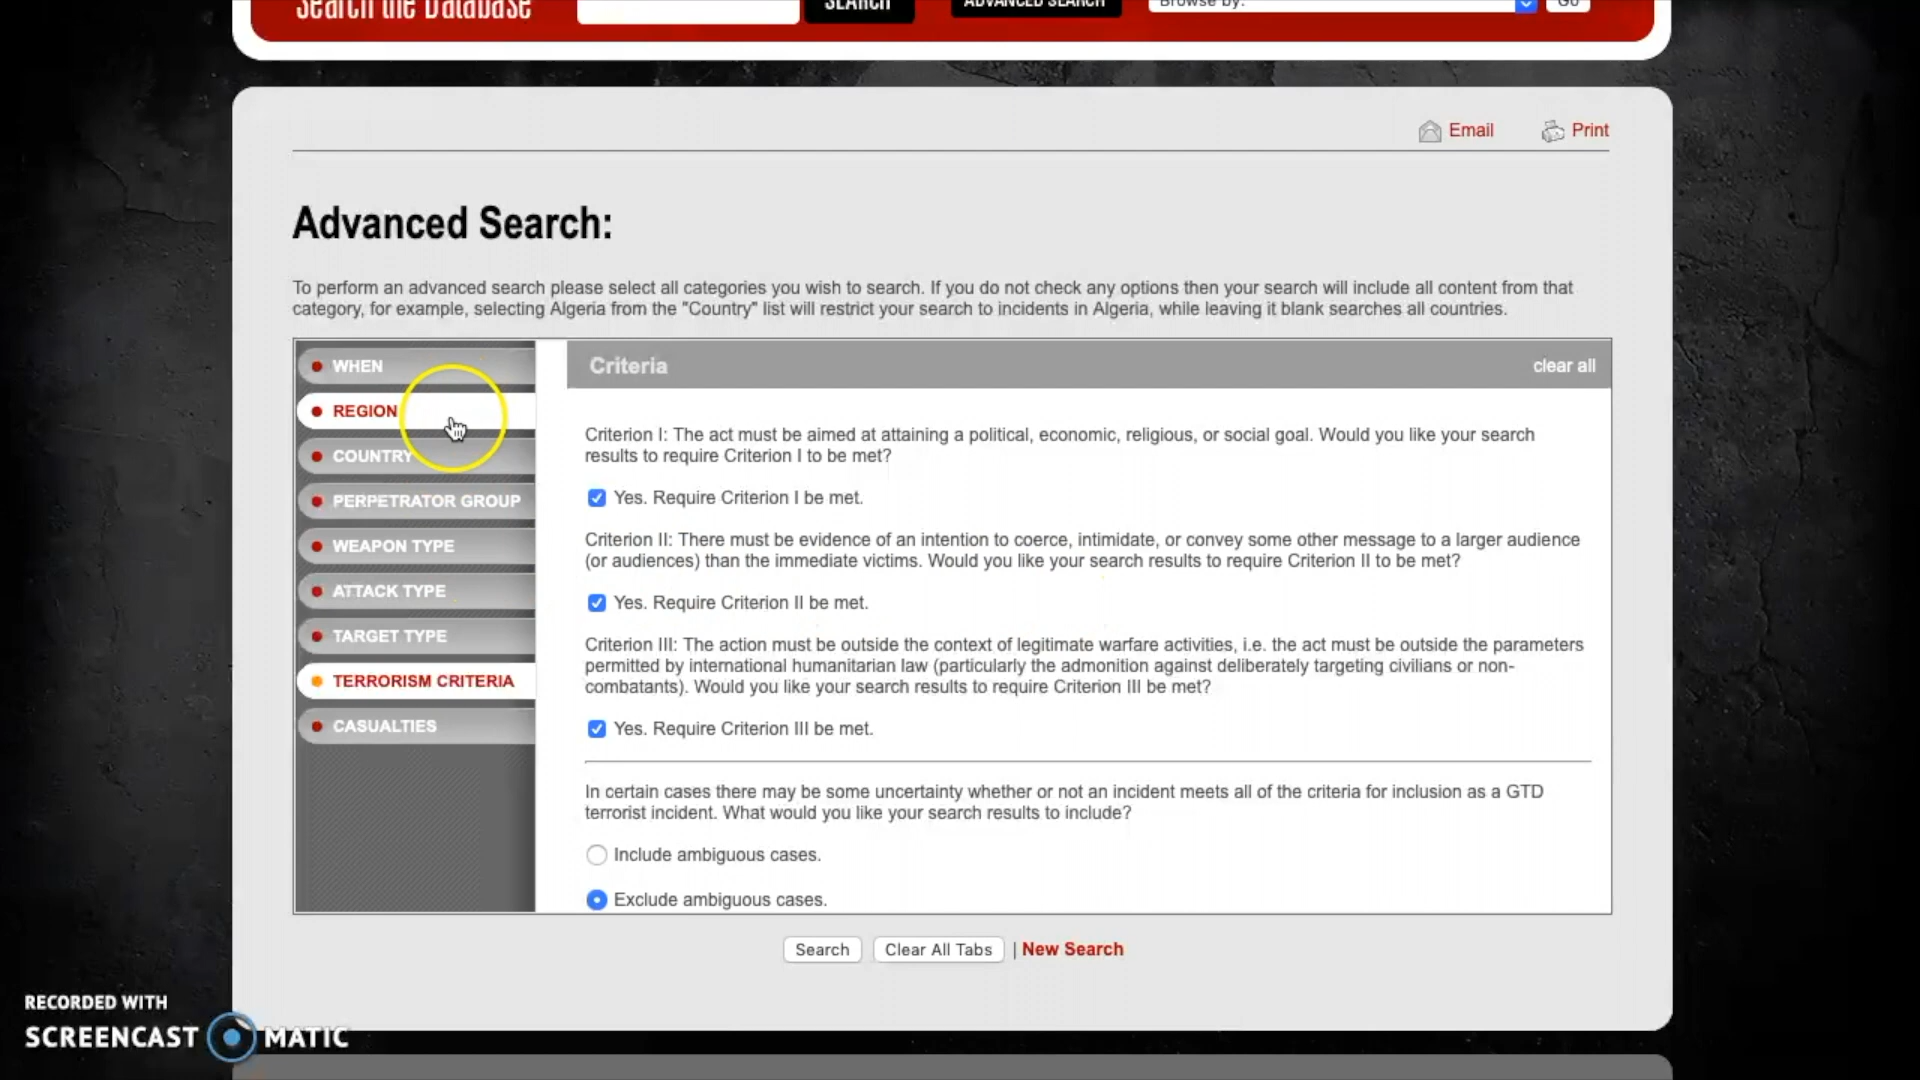 Search the Database
SEARCH
ADVANCED SEARCH
Browse by:
Go
Email
Print
Advanced Search:
To perform an advanced search please select all categories you wish to search. If you do not check any options then your search will include all content from that
category, for example, selecting Algeria from the "Country" list will restrict your search to incidents in Algeria, while leaving it blank searches all countries.
WHEN
REGION
COUNTRY
PERPETRATOR GROUP
WEAPON TYPE
ATTACK TYPE
TARGET TYPE
TERRORISM CRITERIA
CASUALTIES
Criteria
clear all
Criterion I: The act must be aimed at attaining a political, economic, religious, or social goal. Would you like your search
results to require Criterion I to be met?
Yes. Require Criterion I be met.
Criterion II: There must be evidence of an intention to coerce, intimidate, or convey some other message to a larger audience
(or audiences) than the immediate victims. Would you like your search results to require Criterion II to be met?
Yes. Require Criterion II be met.
Criterion III: The action must be outside the context of legitimate warfare activities, i.e. the act must be outside the parameters
permitted by international humanitarian law (particularly the admonition against deliberately targeting civilians or non-
combatants). Would you like your search results to require Criterion III be met?
Yes. Require Criterion III be met.
In certain cases there may be some uncertainty whether or not an incident meets all of the criteria for inclusion as a GTD
terrorist incident. What would you like your search results to include?
Include ambiguous cases.
Exclude ambiguous cases.
Search
Clear All Tabs
| New Search
RECORDED WITH
SCREENCAST MATIC